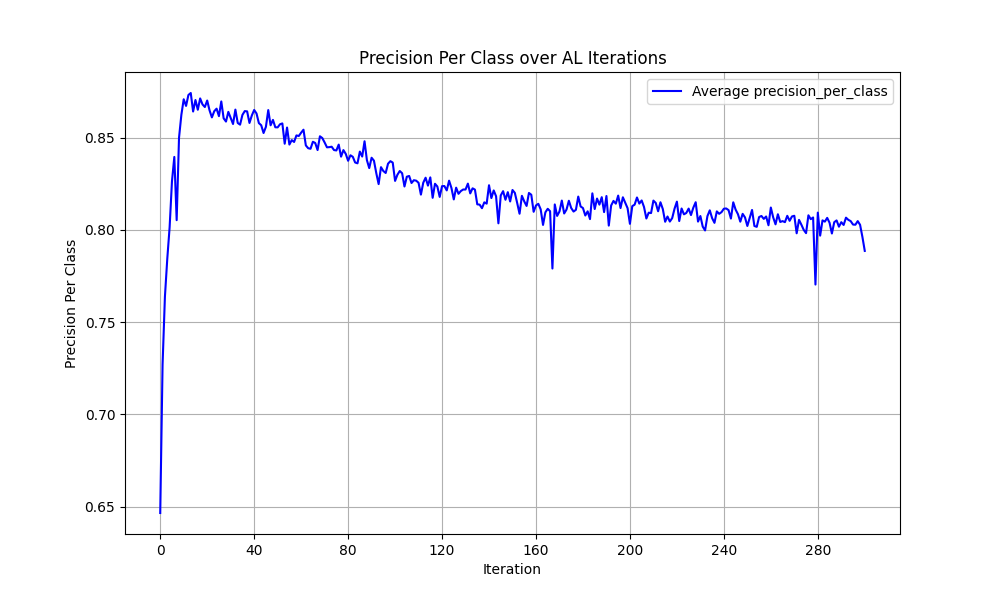 Precision Per Class over AL Iterations
Average precision_per_class
Precision Per Class
0.85
0.80
0.75
0.70
0.65
0 40 80 120 160 200 240 280
Iteration